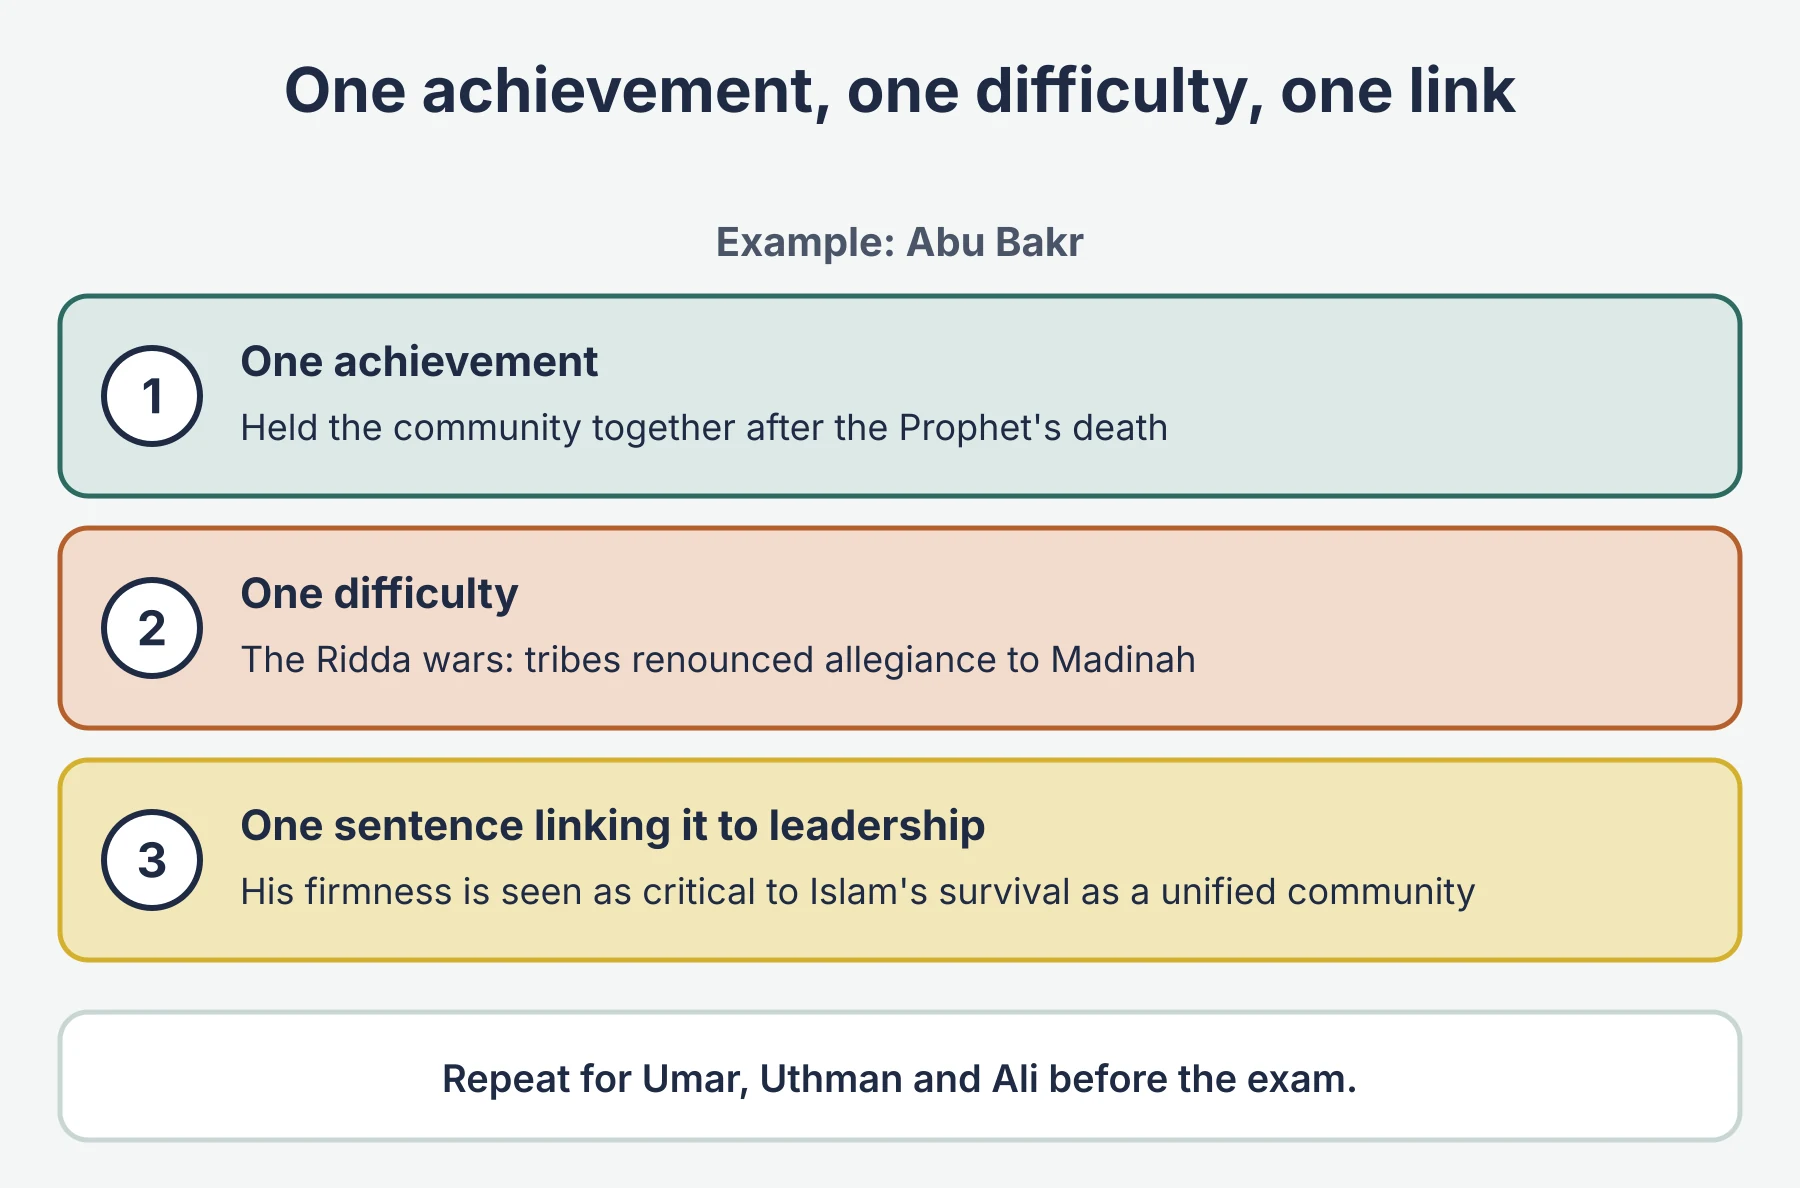 One achievement, one difficulty, one link
Example: Abu Bakr
1
One achievement
Held the community together after the Prophet's death
2
One difficulty
The Ridda wars: tribes renounced allegiance to Madinah
3
One sentence linking it to leadership
His firmness is seen as critical to Islam's survival as a unified community
Repeat for Umar, Uthman and Ali before the exam.